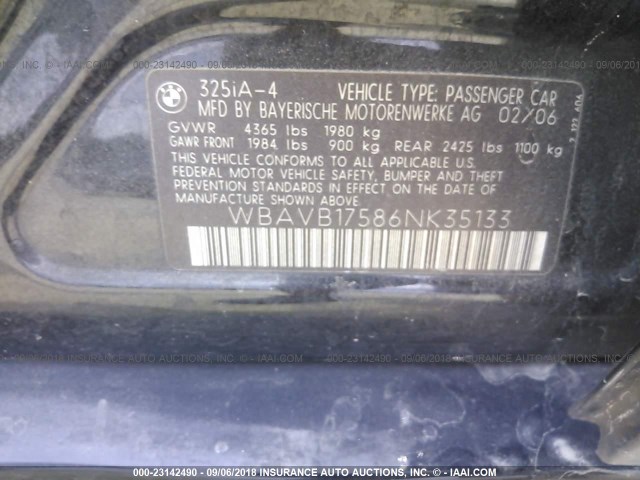 BMW
325iA-4 VEHICLE TYPE: PASSENGER CAR
MFD BY BAYERISCHE MOTORENWERKE AG 02/06
GVWR 4365 lbs 1980 kg
GAWR FRONT 1984 lbs 900 kg REAR 2425 lbs 1100 kg
THIS VEHICLE CONFORMS TO ALL APPLICABLE U.S.
FEDERAL MOTOR VEHICLE SAFETY, BUMPER AND THEFT
PREVENTION STANDARDS IN EFFECT ON THE DATE OF
MANUFACTURE SHOWN ABOVE
WBAVB17586NK35133
000-23142490 - 09/06/2018 INSURANCE AUTO AUCTIONS INC. - © - IAAI.COM